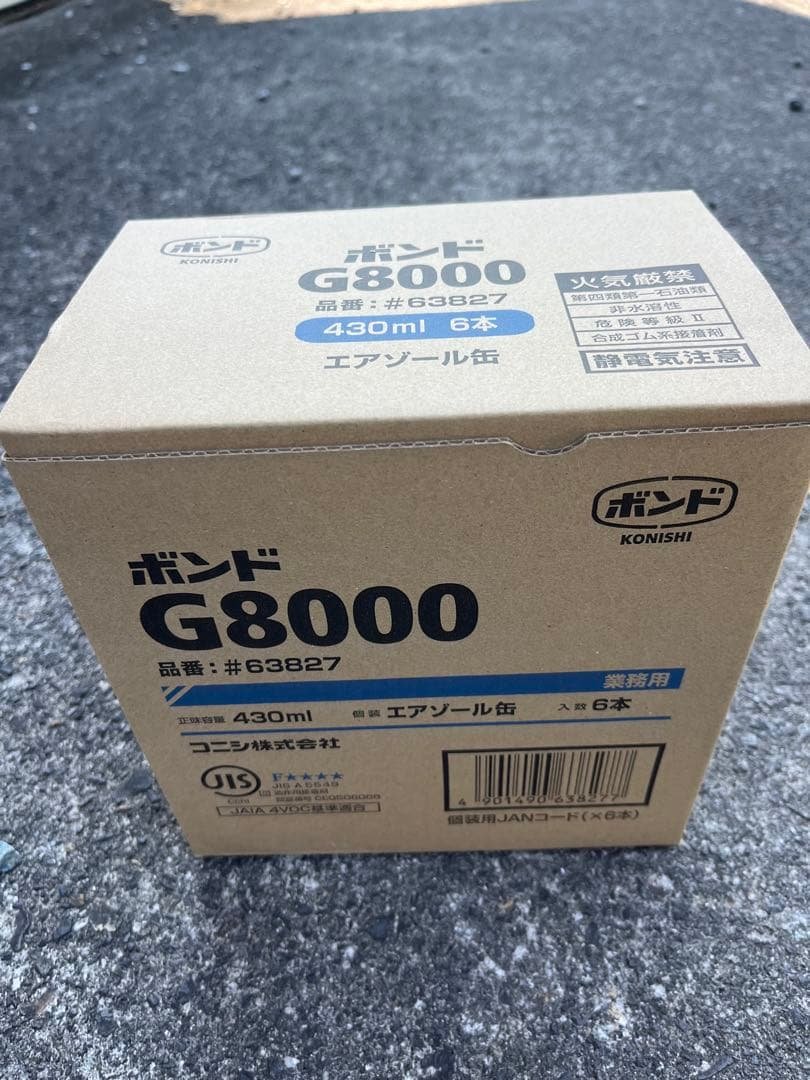 ボンド
KONISHI
ボンド
G8000
品番:#63827
430ml 6本
エアゾール缶
火気厳禁
第四類第一石油類
非水溶性
危険等級Ⅱ
合成ゴム系接着剤
静電気注意
ボンド
KONISHI
ボンド
G8000
品番:#63827
業務用
正味容量 430ml 個装 エアゾール缶 入数 6本
コニシ株式会社
JIS
F★★★★
JIS A 5549
JAIA 4VOC基準適合
4 901490 638277
個装用JANコード(×6本)